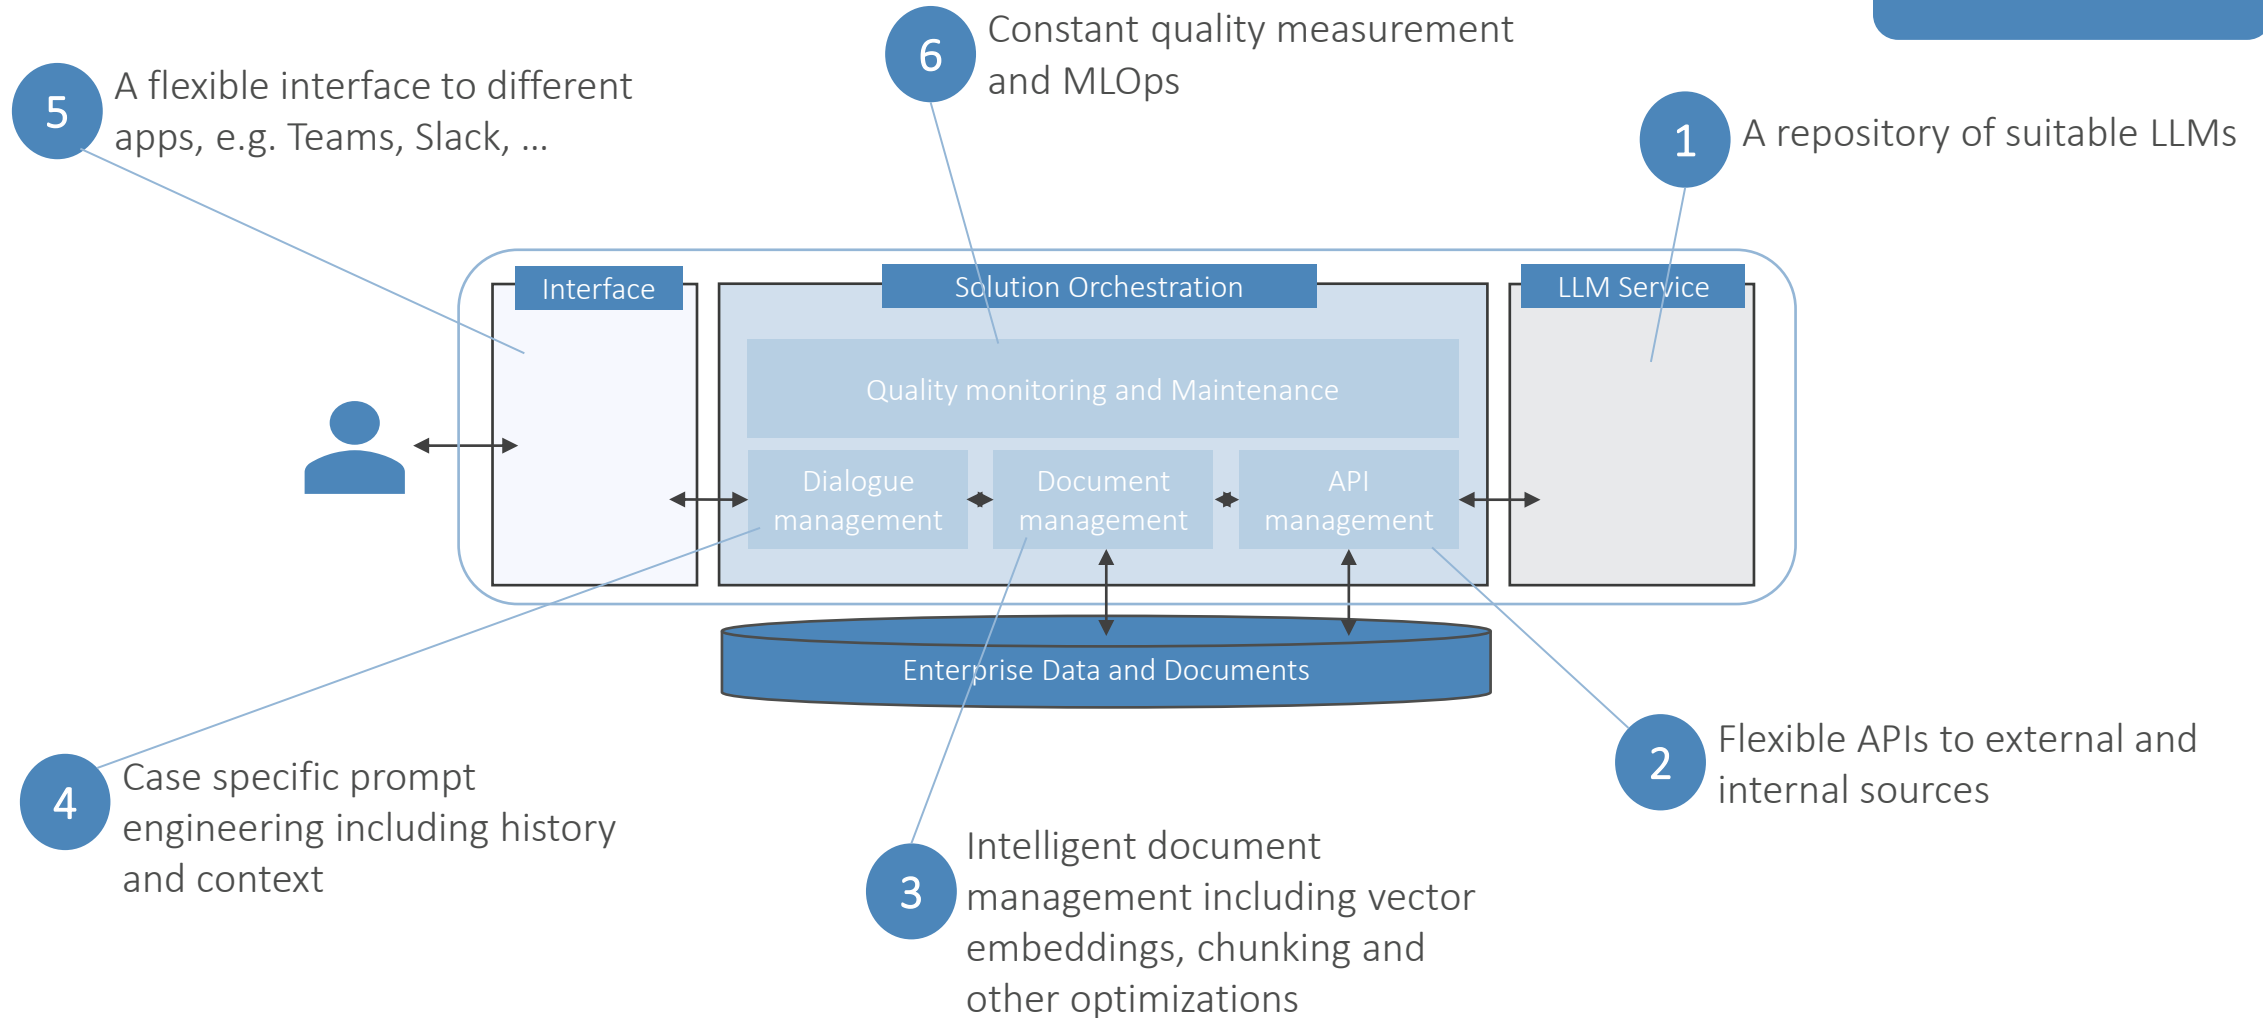 6
Constant quality measurement
and MLOps
5
A flexible interface to different
apps, e.g. Teams, Slack, ...
1
A repository of suitable LLMs
Interface
Solution Orchestration
LLM Service
Quality monitoring and Maintenance
Dialogue
management
Document
management
API
management
Enterprise Data and Documents
4
Case specific prompt
engineering including history
and context
3
Intelligent document
management including vector
embeddings, chunking and
other optimizations
2
Flexible APIs to external and
internal sources